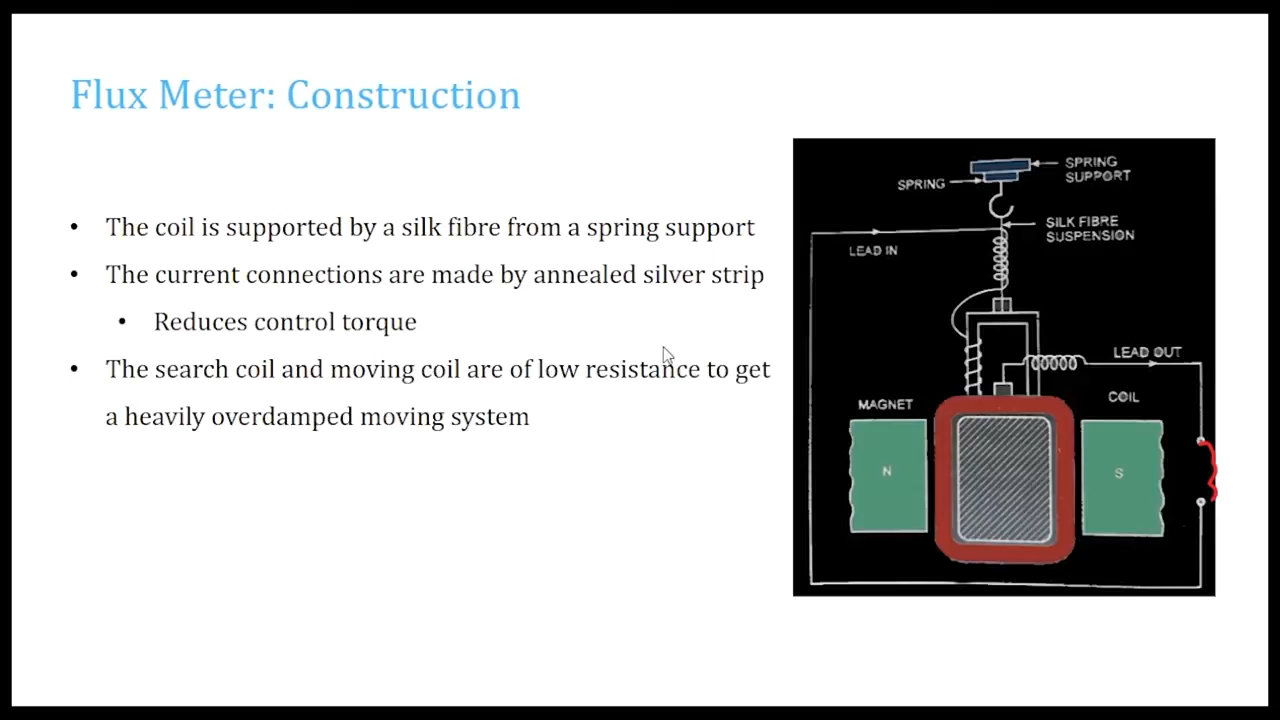 Flux Meter: Construction
• The coil is supported by a silk fibre from a spring support
• The current connections are made by annealed silver strip
• Reduces control torque
• The search coil and moving coil are of low resistance to get
a heavily overdamped moving system
SPRING
SUPPORT
SPRING
SILK FIBRE
SUSPENSION
LEAD IN
LEAD OUT
MAGNET
COIL
N
S